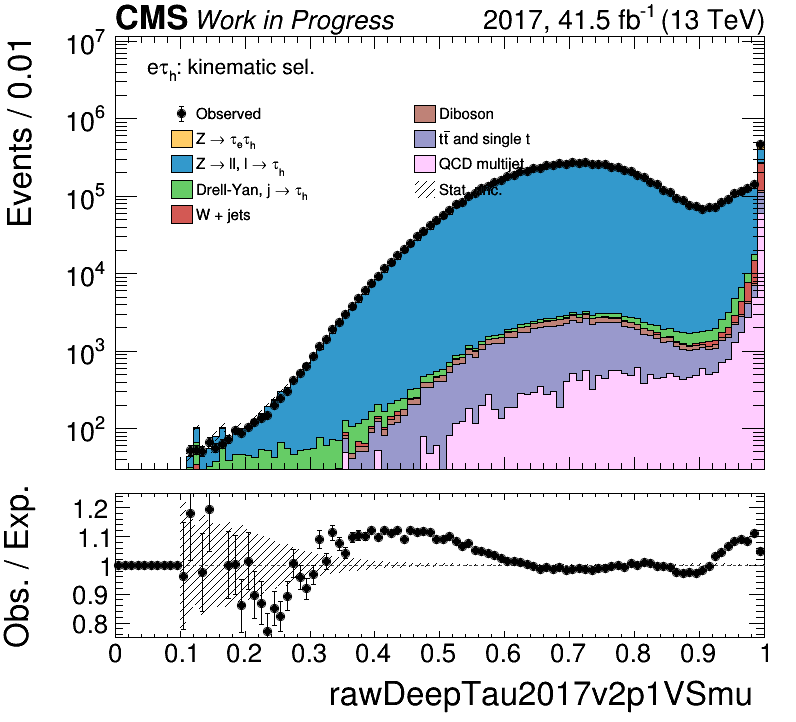 CMS Work in Progress 2017, 41.5 fb⁻¹ (13 TeV)
Events / 0.01
10⁷
10⁶
10⁵
10⁴
10³
10²
eτₕ: kinematic sel.
Observed
Z → τₑτₕ
Z → ll, l → τₕ
Drell-Yan, j → τₕ
W + jets
Diboson
tt̄ and single t
QCD multijet
Stat. unc.
Obs. / Exp.
1.2
1.1
1
0.9
0.8
0 0.1 0.2 0.3 0.4 0.5 0.6 0.7 0.8 0.9 1
rawDeepTau2017v2p1VSmu